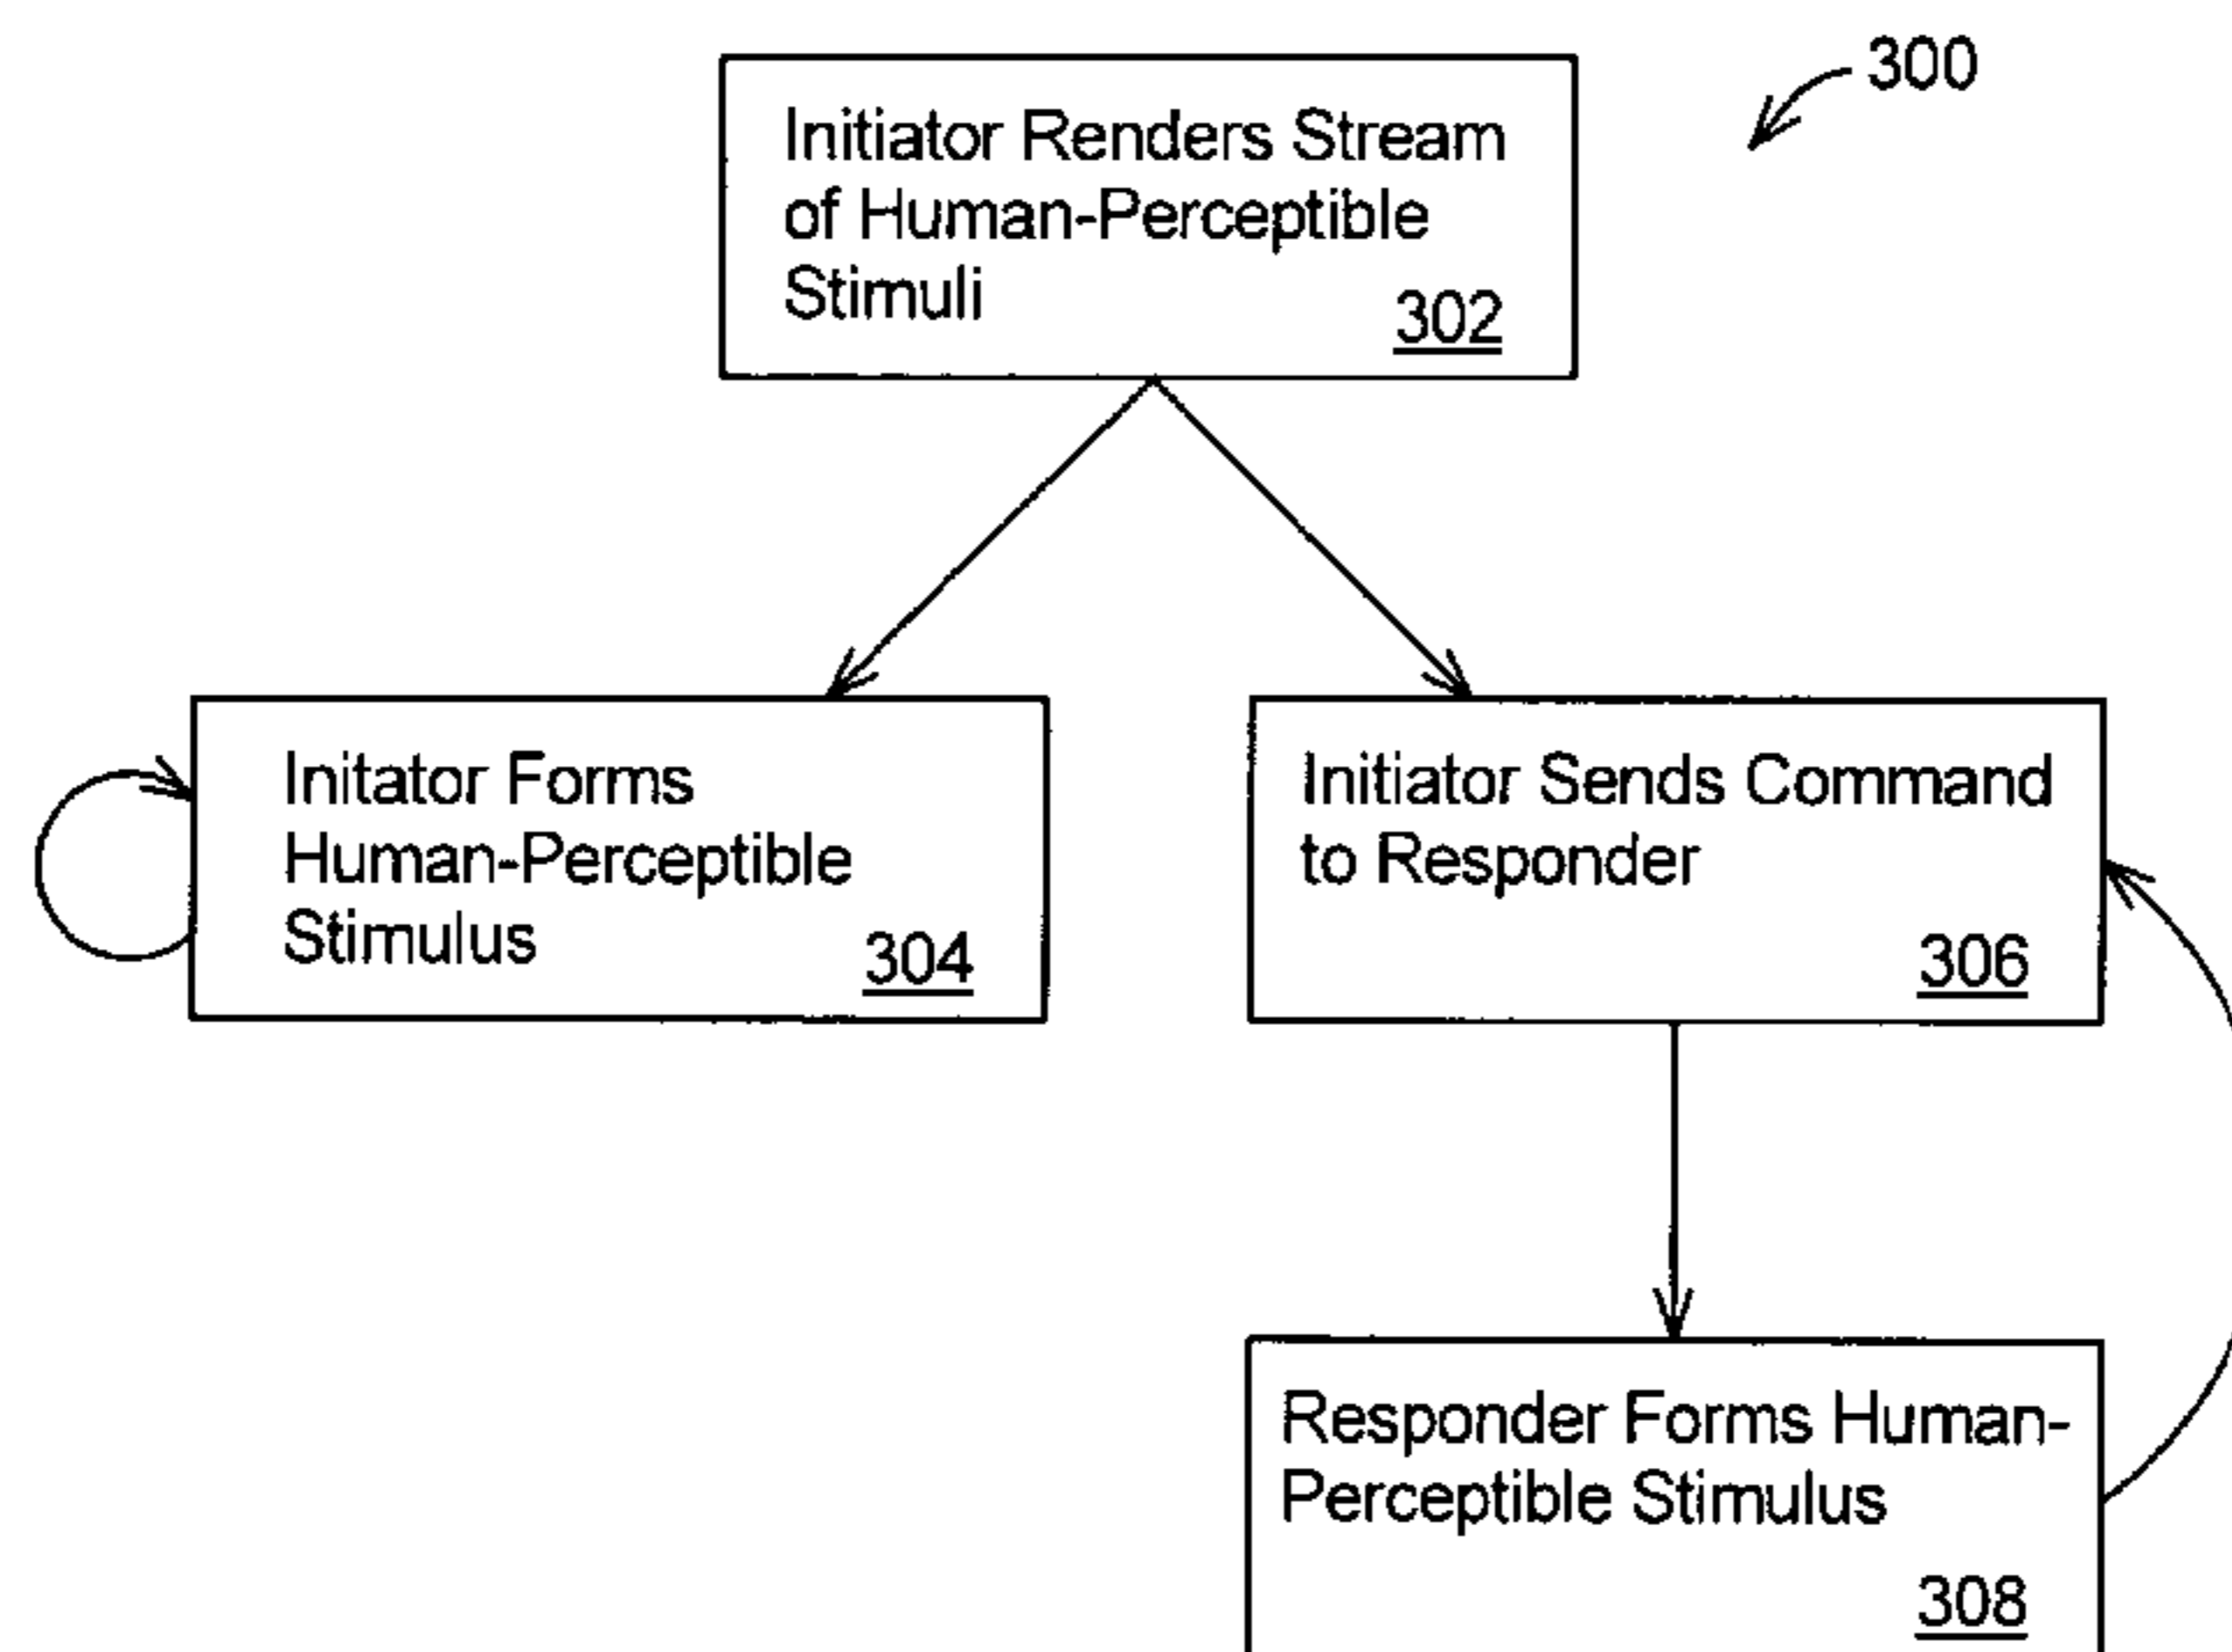 300
Initiator Renders Stream
of Human-Perceptible
Stimuli
302
Initator Forms
Human-Perceptible
Stimulus
304
Initiator Sends Command
to Responder
306
Responder Forms Human-
Perceptible Stimulus
308